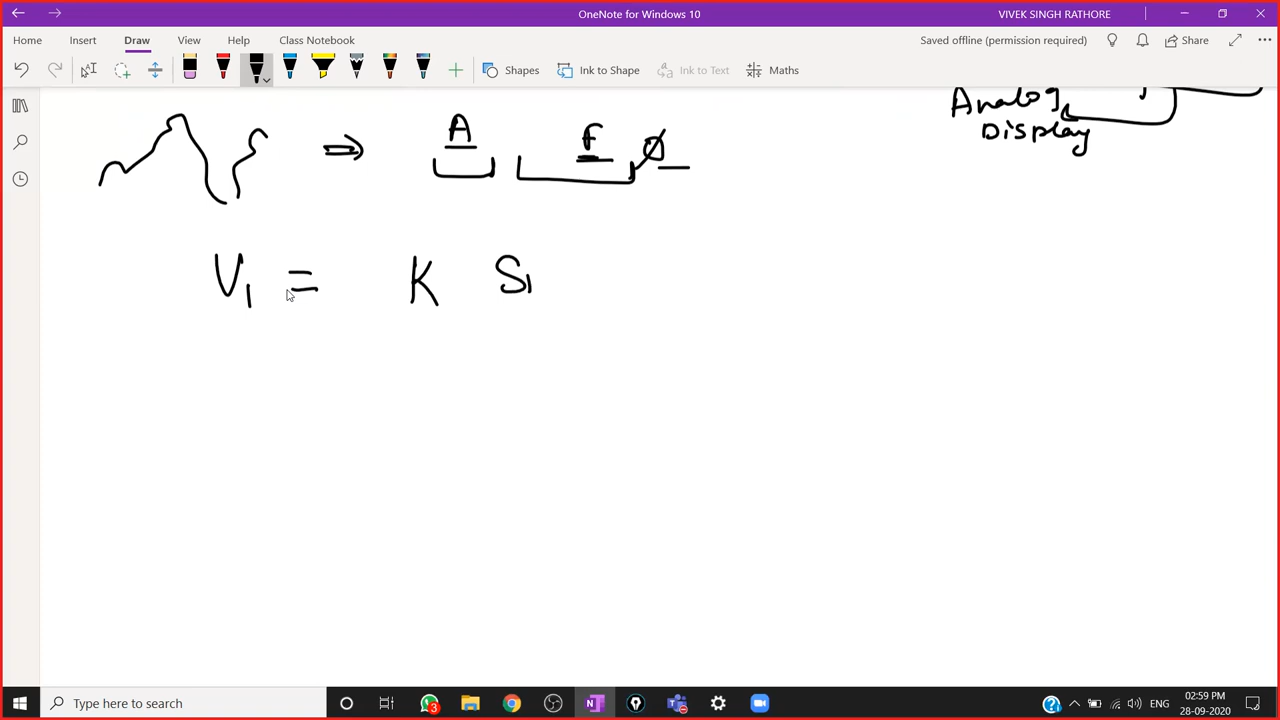 OneNote for Windows 10
VIVEK SINGH RATHORE
Home Insert Draw View Help Class Notebook
Saved offline (permission required)
Share
Shapes
Ink to Shape
Ink to Text
Maths
Analog
Display
⇒ A f Ø
V₁ = K Si
Type here to search
3
ENG
02:59 PM
28-09-2020